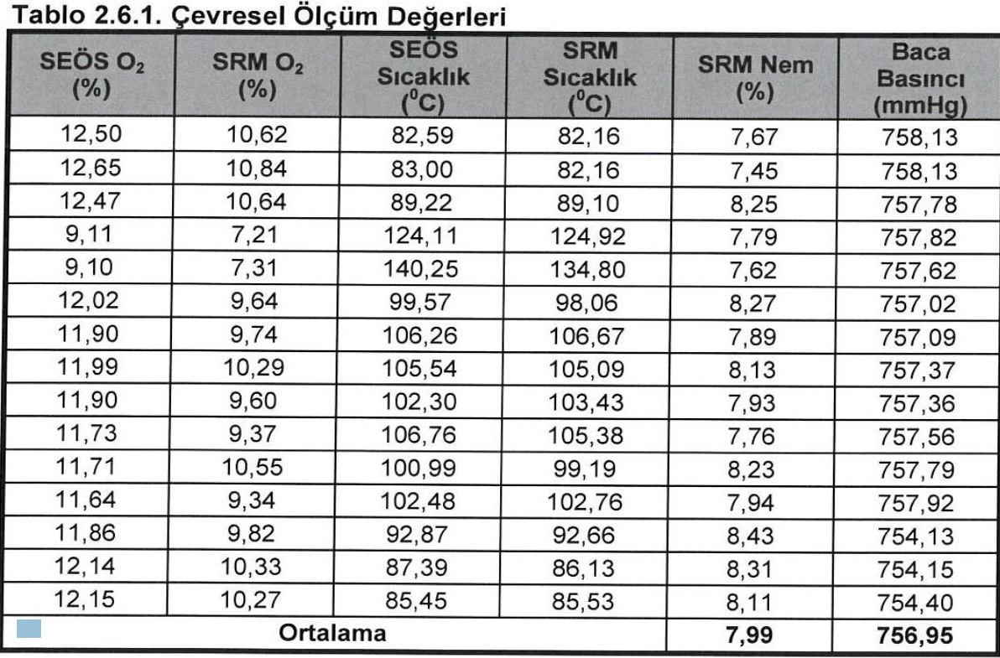 Tablo 2.6.1. Çevresel Ölçüm Değerleri
SEÖS O₂ (%) SRM O₂ (%) SEÖS Sıcaklık (⁰C) SRM Sıcaklık (⁰C) SRM Nem (%) Baca Basıncı (mmHg)
12,50 10,62 82,59 82,16 7,67 758,13
12,65 10,84 83,00 82,16 7,45 758,13
12,47 10,64 89,22 89,10 8,25 757,78
9,11 7,21 124,11 124,92 7,79 757,82
9,10 7,31 140,25 134,80 7,62 757,62
12,02 9,64 99,57 98,06 8,27 757,02
11,90 9,74 106,26 106,67 7,89 757,09
11,99 10,29 105,54 105,09 8,13 757,37
11,90 9,60 102,30 103,43 7,93 757,36
11,73 9,37 106,76 105,38 7,76 757,56
11,71 10,55 100,99 99,19 8,23 757,79
11,64 9,34 102,48 102,76 7,94 757,92
11,86 9,82 92,87 92,66 8,43 754,13
12,14 10,33 87,39 86,13 8,31 754,15
12,15 10,27 85,45 85,53 8,11 754,40
Ortalama 7,99 756,95